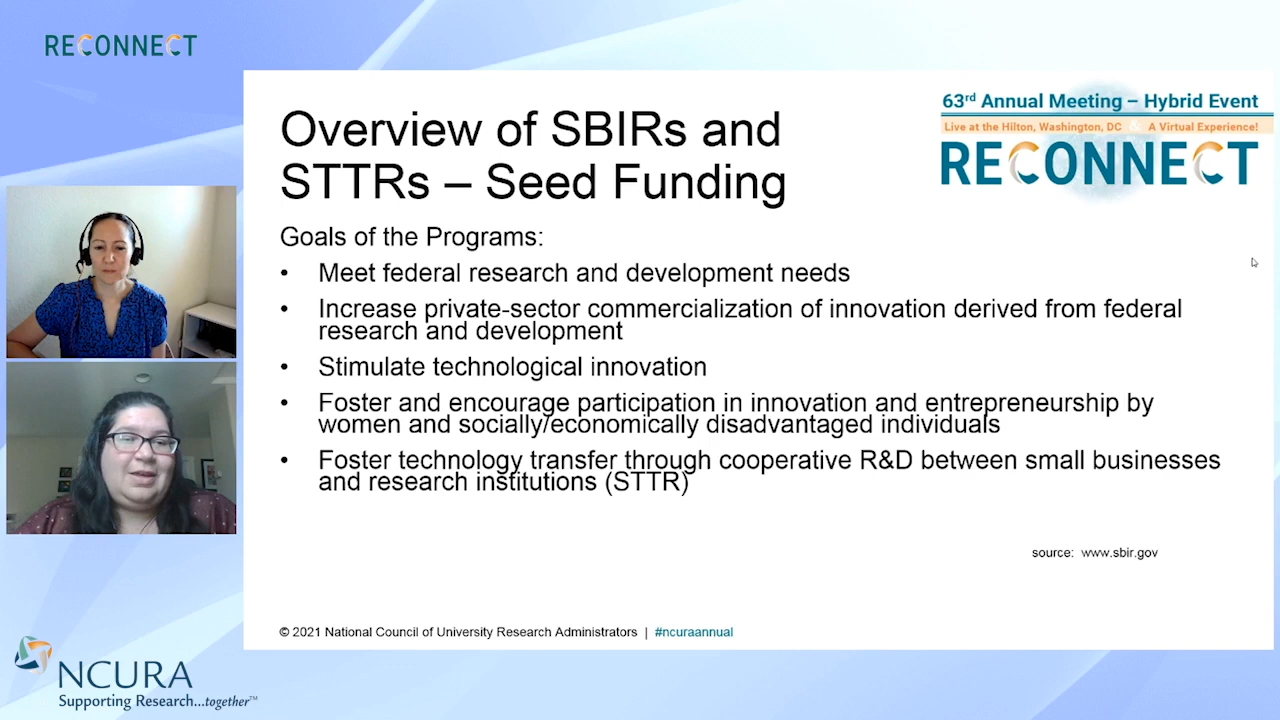 RECONNECT
63rd Annual Meeting – Hybrid Event
Live at the Hilton, Washington, DC & A Virtual Experience!
RECONNECT
Overview of SBIRs and
STTRs – Seed Funding
Goals of the Programs:
• Meet federal research and development needs
• Increase private-sector commercialization of innovation derived from federal
research and development
• Stimulate technological innovation
• Foster and encourage participation in innovation and entrepreneurship by
women and socially/economically disadvantaged individuals
• Foster technology transfer through cooperative R&D between small businesses
and research institutions (STTR)
source: www.sbir.gov
© 2021 National Council of University Research Administrators | #ncuraannual
NCURA
Supporting Research...together™